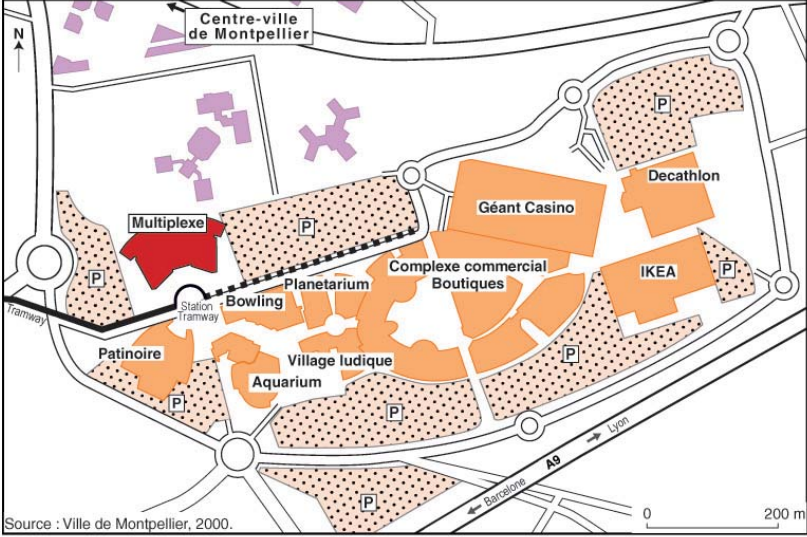 Centre-ville
de Montpellier
N
P
Decathlon
Géant Casino
Multiplexe
P
P
Complexe commercial
Boutiques
IKEA
P
Planetarium
Bowling
Station
Tramway
Tramway
Patinoire
Village ludique
Aquarium
P
P
P
P
Lyon
A9
Barcelone
0
200 m
Source : Ville de Montpellier, 2000.